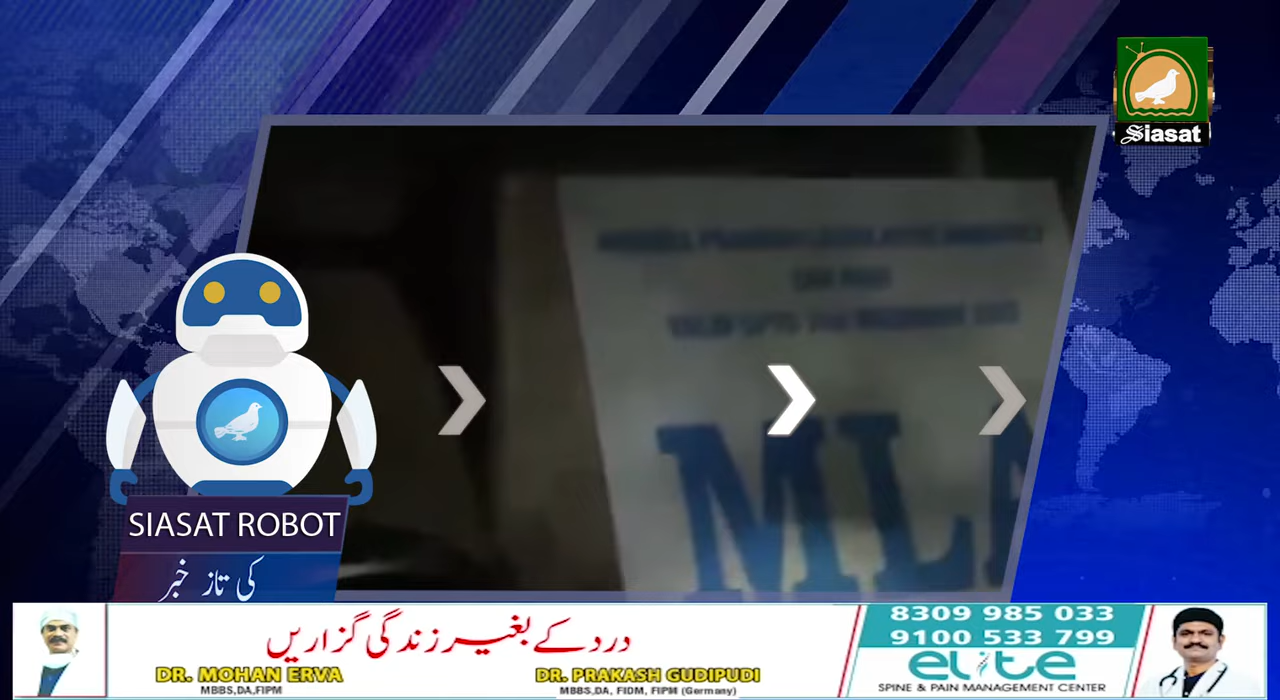 Siasat
MLA
SIASAT ROBOT
کی تاز خبر
درد کے بغیر زندگی گزاریں
DR. MOHAN ERVA
MBBS,DA,FIPM
DR. PRAKASH GUDIPUDI
MBBS,DA, FIDM, FIPM (Germany)
8309 985 033
9100 533 799
elite
SPINE & PAIN MANAGEMENT CENTER